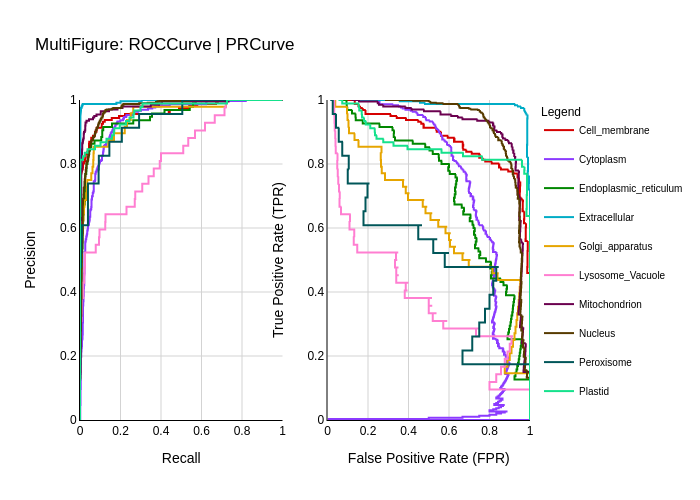 MultiFigure: ROCCurve | PRCurve
Precision
1
0.8
0.6
0.4
0.2
0
0
0.2
0.4
0.6
0.8
1
Recall
True Positive Rate (TPR)
1
0.8
0.6
0.4
0.2
0
0
0.2
0.4
0.6
0.8
1
False Positive Rate (FPR)
Legend
Cell_membrane
Cytoplasm
Endoplasmic_reticulum
Extracellular
Golgi_apparatus
Lysosome_Vacuole
Mitochondrion
Nucleus
Peroxisome
Plastid